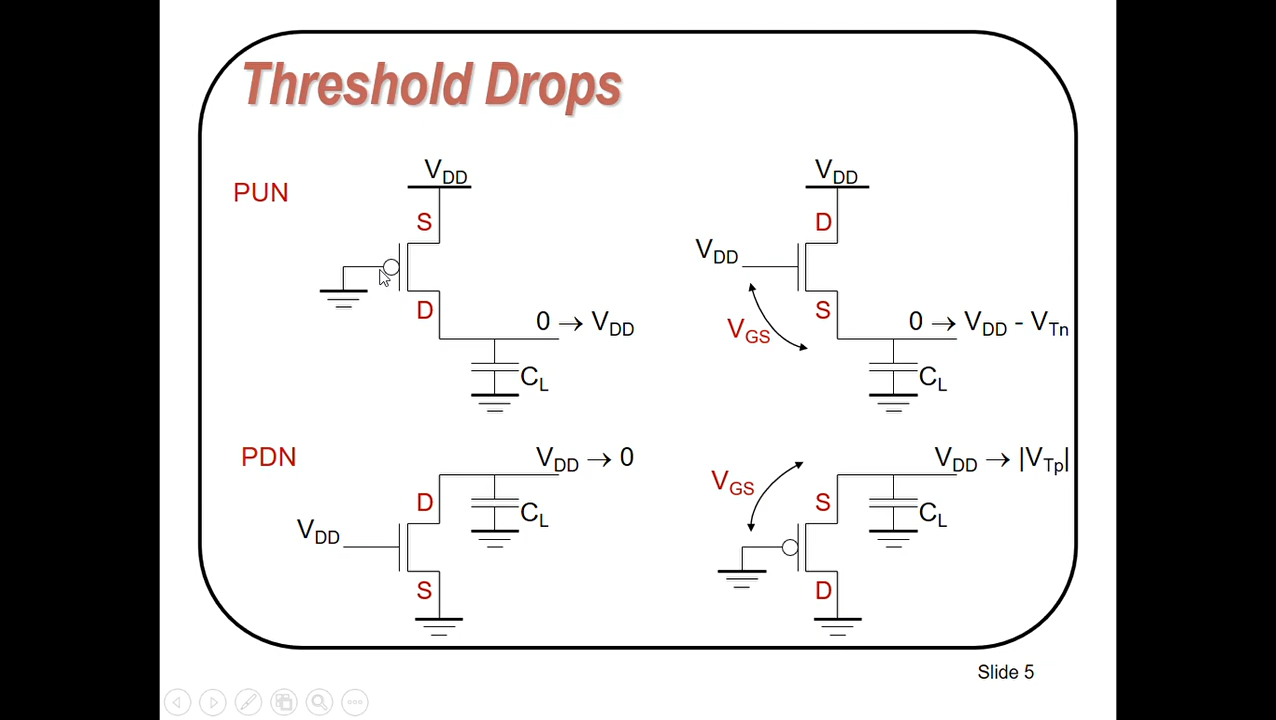 Threshold Drops
PUN
VDD
S
D
0 → VDD
CL
VDD
VDD
D
S
VGS
0 → VDD - VTn
CL
PDN
VDD → 0
VDD
D
S
CL
VDD → |VTp|
VGS
S
D
CL
Slide 5